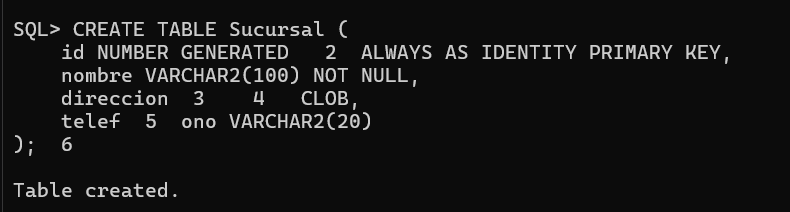 SQL> CREATE TABLE Sucursal (
    id NUMBER GENERATED   2  ALWAYS AS IDENTITY PRIMARY KEY,
    nombre VARCHAR2(100) NOT NULL,
    direccion  3    4   CLOB,
    telef  5  ono VARCHAR2(20)
);  6
Table created.